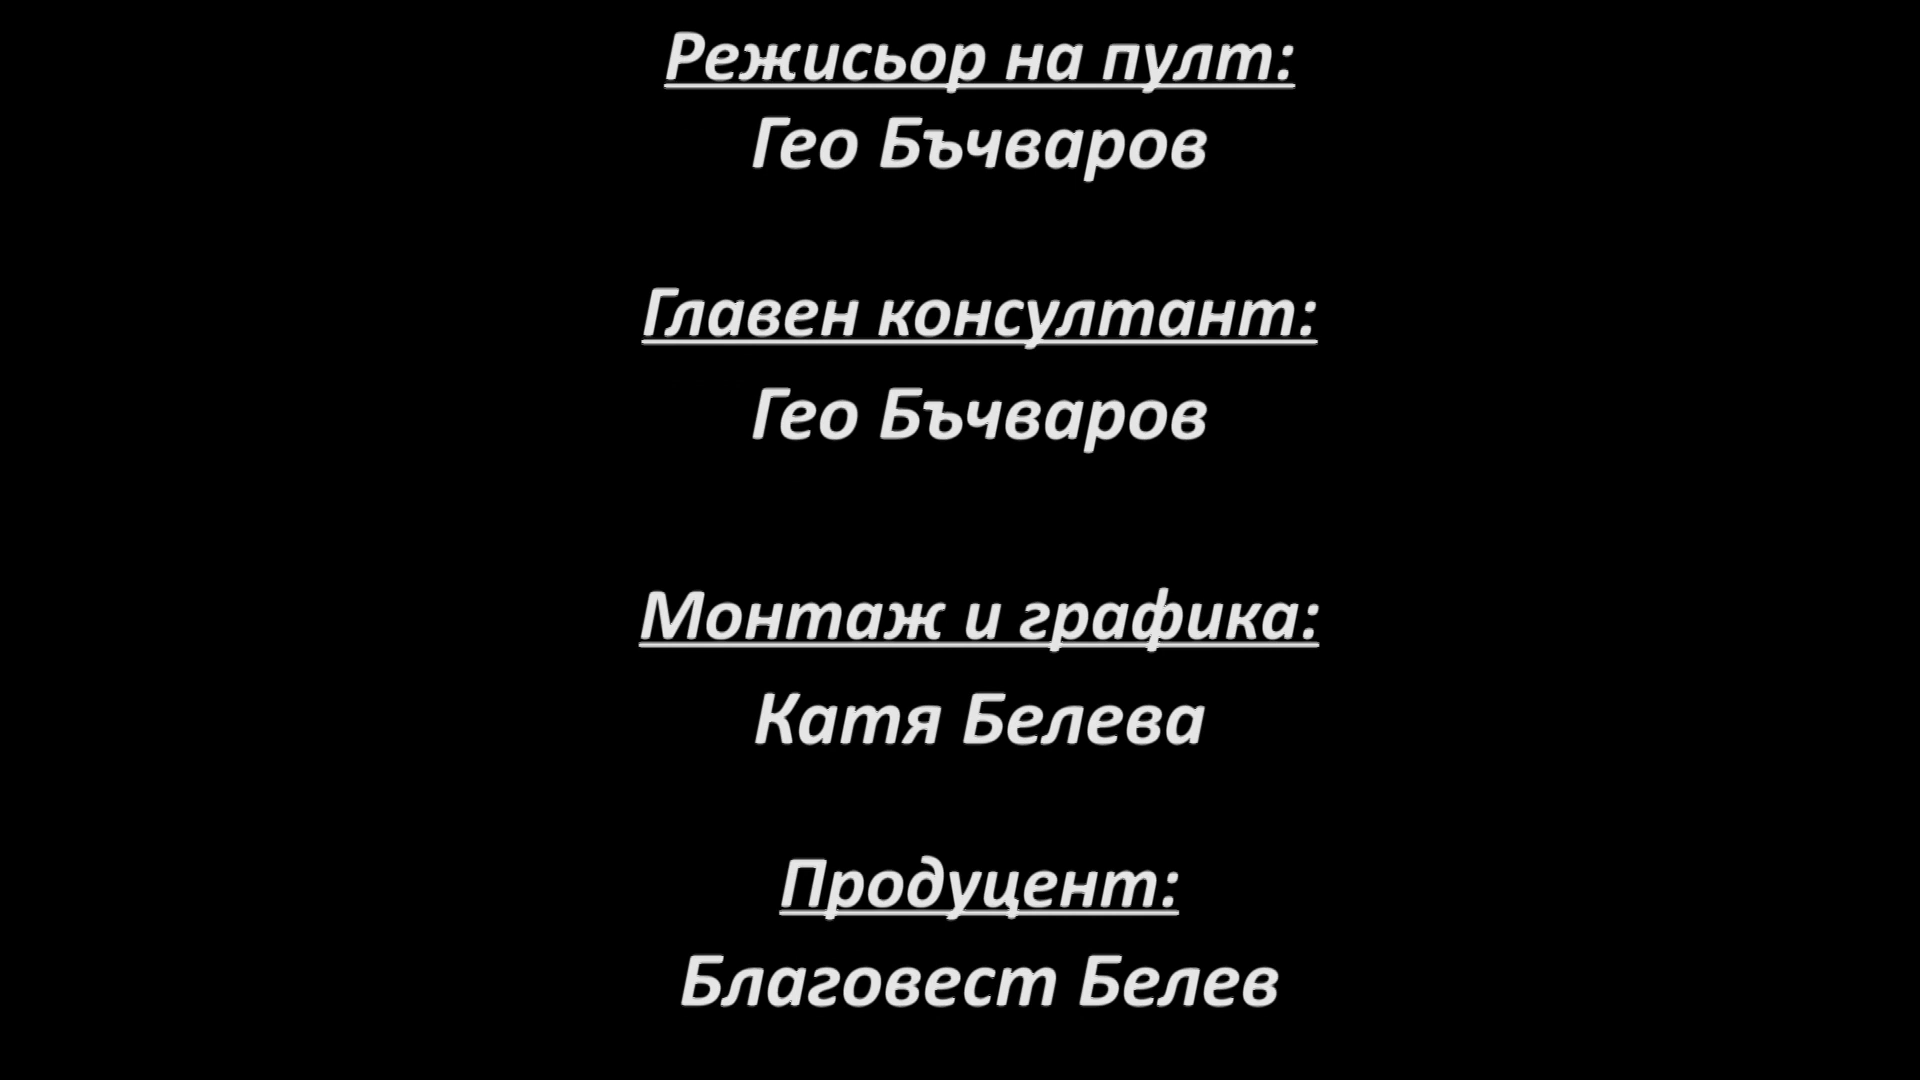 Режисьор на пулт:
Гео Бъчваров
Главен консултант:
Гео Бъчваров
Монтаж и графика:
Катя Белева
Продуцент:
Благовест Белев